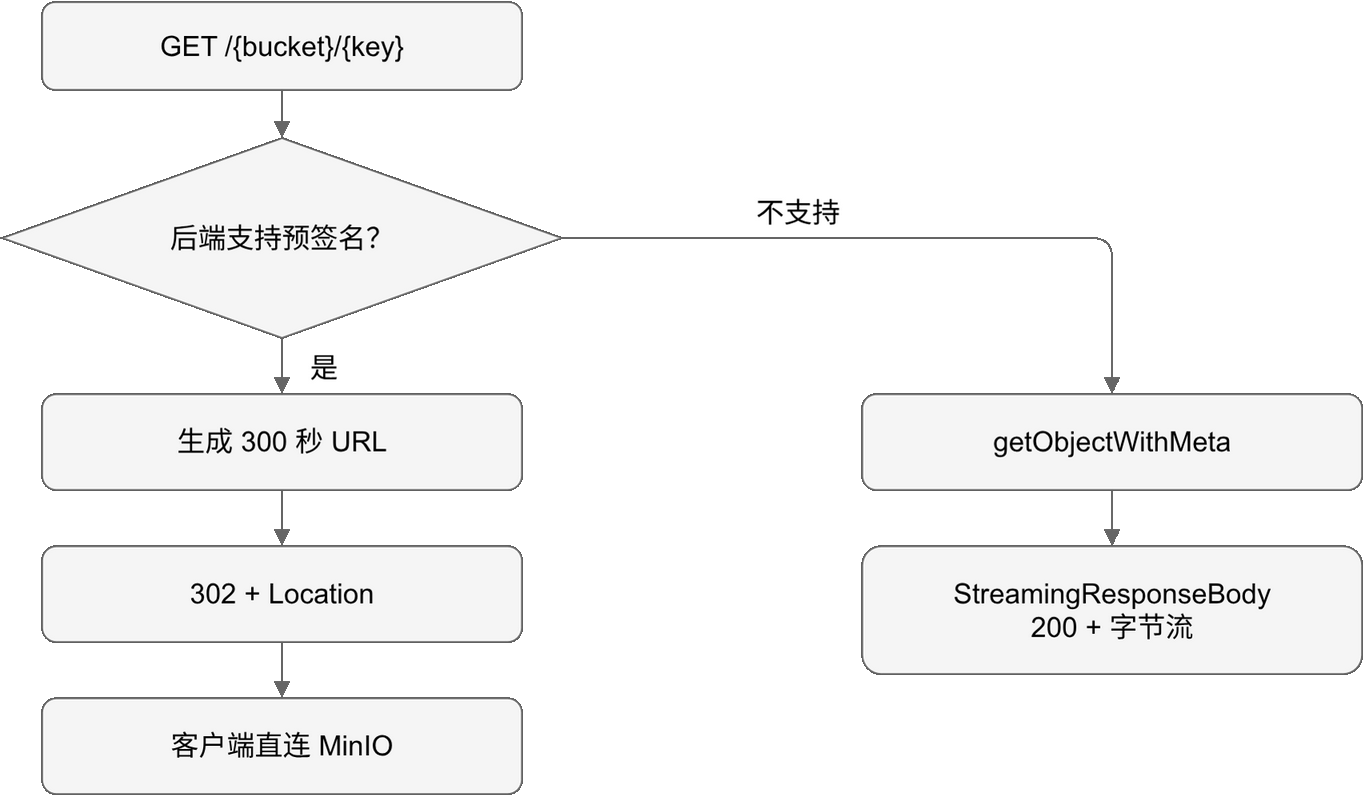 GET /{bucket}/{key}
后端支持预签名?
不支持
是
生成 300 秒 URL
getObjectWithMeta
302 + Location
StreamingResponseBody
200 + 字节流
客户端直连 MinIO